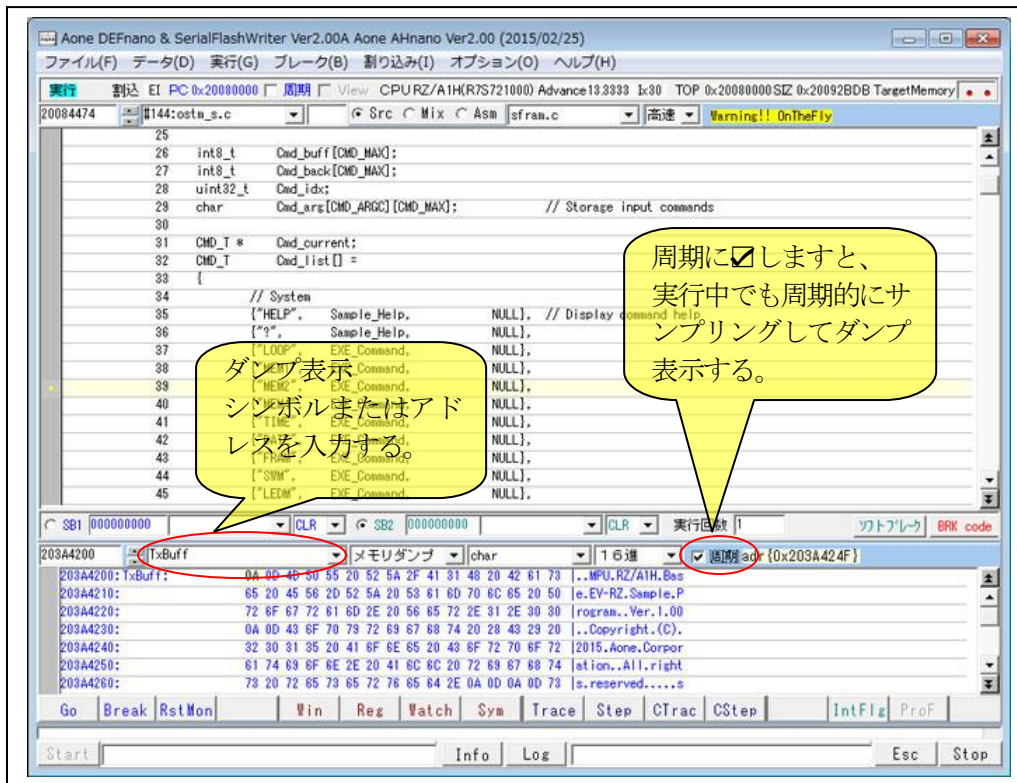 Aone DEFnano & SerialFlashWriter Ver2.00A Aone AHnano Ver2.00 (2015/02/25)
ファイル(F) データ(D) 実行(G) ブレーク(B) 割り込み(I) オプション(O) ヘルプ(H)
実行 割込 EI PC 0x20080000 周期 View CPU RZ/A1H(R7S721000) Advance 13.3333 Ix30 TOP 0x20080000 SIZ 0x20092BDB TargetMemory
20084474 #144:ostm_s.c Src Mix Asm sfram.c 高速 Warning!! OnTheFly
25
26 int8_t Cmd_buff[CMD_MAX];
27 int8_t Cmd_back[CMD_MAX];
28 uint32_t Cmd_idx;
29 char Cmd_arg[CMD_ARGC][CMD_MAX]; // Storage input commands
30
31 CMD_T * Cmd_current;
32 CMD_T Cmd_list[] =
33 {
34 // System
35 {"HELP", Sample_Help, NULL}, // Display command help
36 {"?", Sample_Help, NULL},
37 {"LOOP", EXE_Command, NULL},
38 {"MEM1", EXE_Command, NULL},
39 {"MEM2", EXE_Command, NULL},
40 EXE_Command, NULL},
41 {"TIME", EXE_Command, NULL},
42 EXE_Command, NULL},
43 {"FRAM", EXE_Command, NULL},
44 {"SWM", EXE_Command, NULL},
45 {"LEDM", EXE_Command, NULL},
周期に☑しますと、
実行中でも周期的にサ
ンプリングしてダンプ
表示する。
ダンプ表示
シンボルまたはアド
レスを入力する。
SB1 000000000 CLR SB2 000000000 CLR 実行回数 1 ソフトブレーク BRK code
203A4200 TxBuff メモリダンプ char 16進 周期 adr {0x203A424F}
203A4200:TxBuff: 0A 0D 4D 50 55 20 52 5A 2F 41 31 48 20 42 61 73 |..MPU.RZ/A1H.Bas
203A4210: 65 20 45 56 2D 52 5A 20 53 61 6D 70 6C 65 20 50 |e.EV-RZ.Sample.P
203A4220: 72 6F 67 72 61 6D 2E 20 56 65 72 2E 31 2E 30 30 |rogram..Ver.1.00
203A4230: 0A 0D 43 6F 70 79 72 69 67 68 74 20 28 43 29 20 |..Copyright.(C).
203A4240: 32 30 31 35 20 41 6F 6E 65 20 43 6F 72 70 6F 72 |2015.Aone.Corpor
203A4250: 61 74 69 6F 6E 2E 20 41 6C 6C 20 72 69 67 68 74 |ation..All.right
203A4260: 73 20 72 65 73 65 72 76 65 64 2E 0A 0D 0A 0D 73 |s.reserved.....s
Go Break RstMon Win Reg Watch Sym Trace Step CTrac CStep IntFlg ProF
Start Info Log Esc Stop